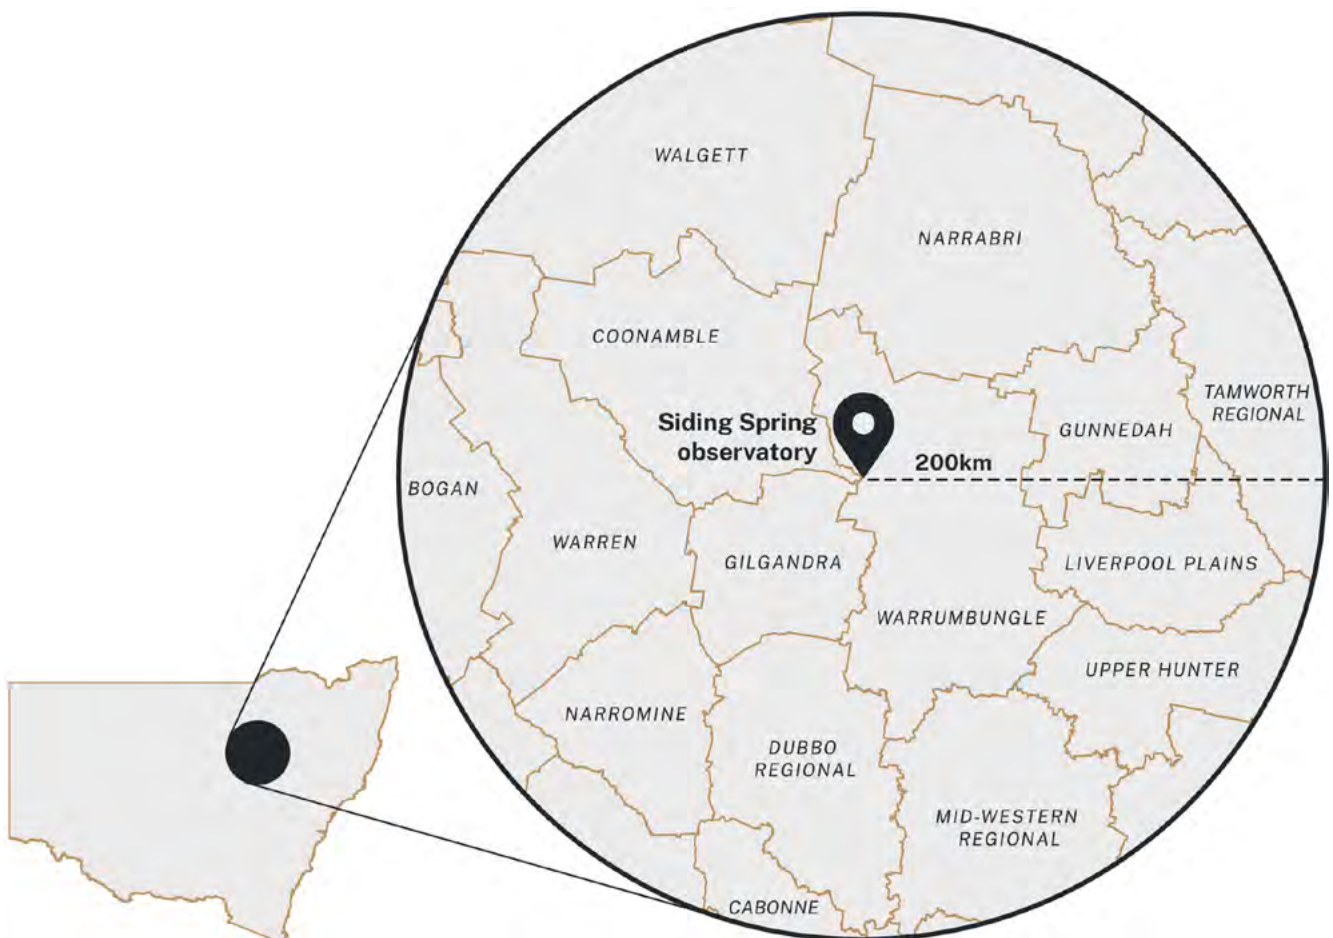 WALGETT
NARRABRI
COONAMBLE
TAMWORTH
REGIONAL
Siding Spring
observatory
GUNNEDAH
200km
BOGAN
WARREN
GILGANDRA
LIVERPOOL PLAINS
WARRUMBUNGLE
UPPER HUNTER
NARROMINE
DUBBO
REGIONAL
MID-WESTERN
REGIONAL
CABONNE